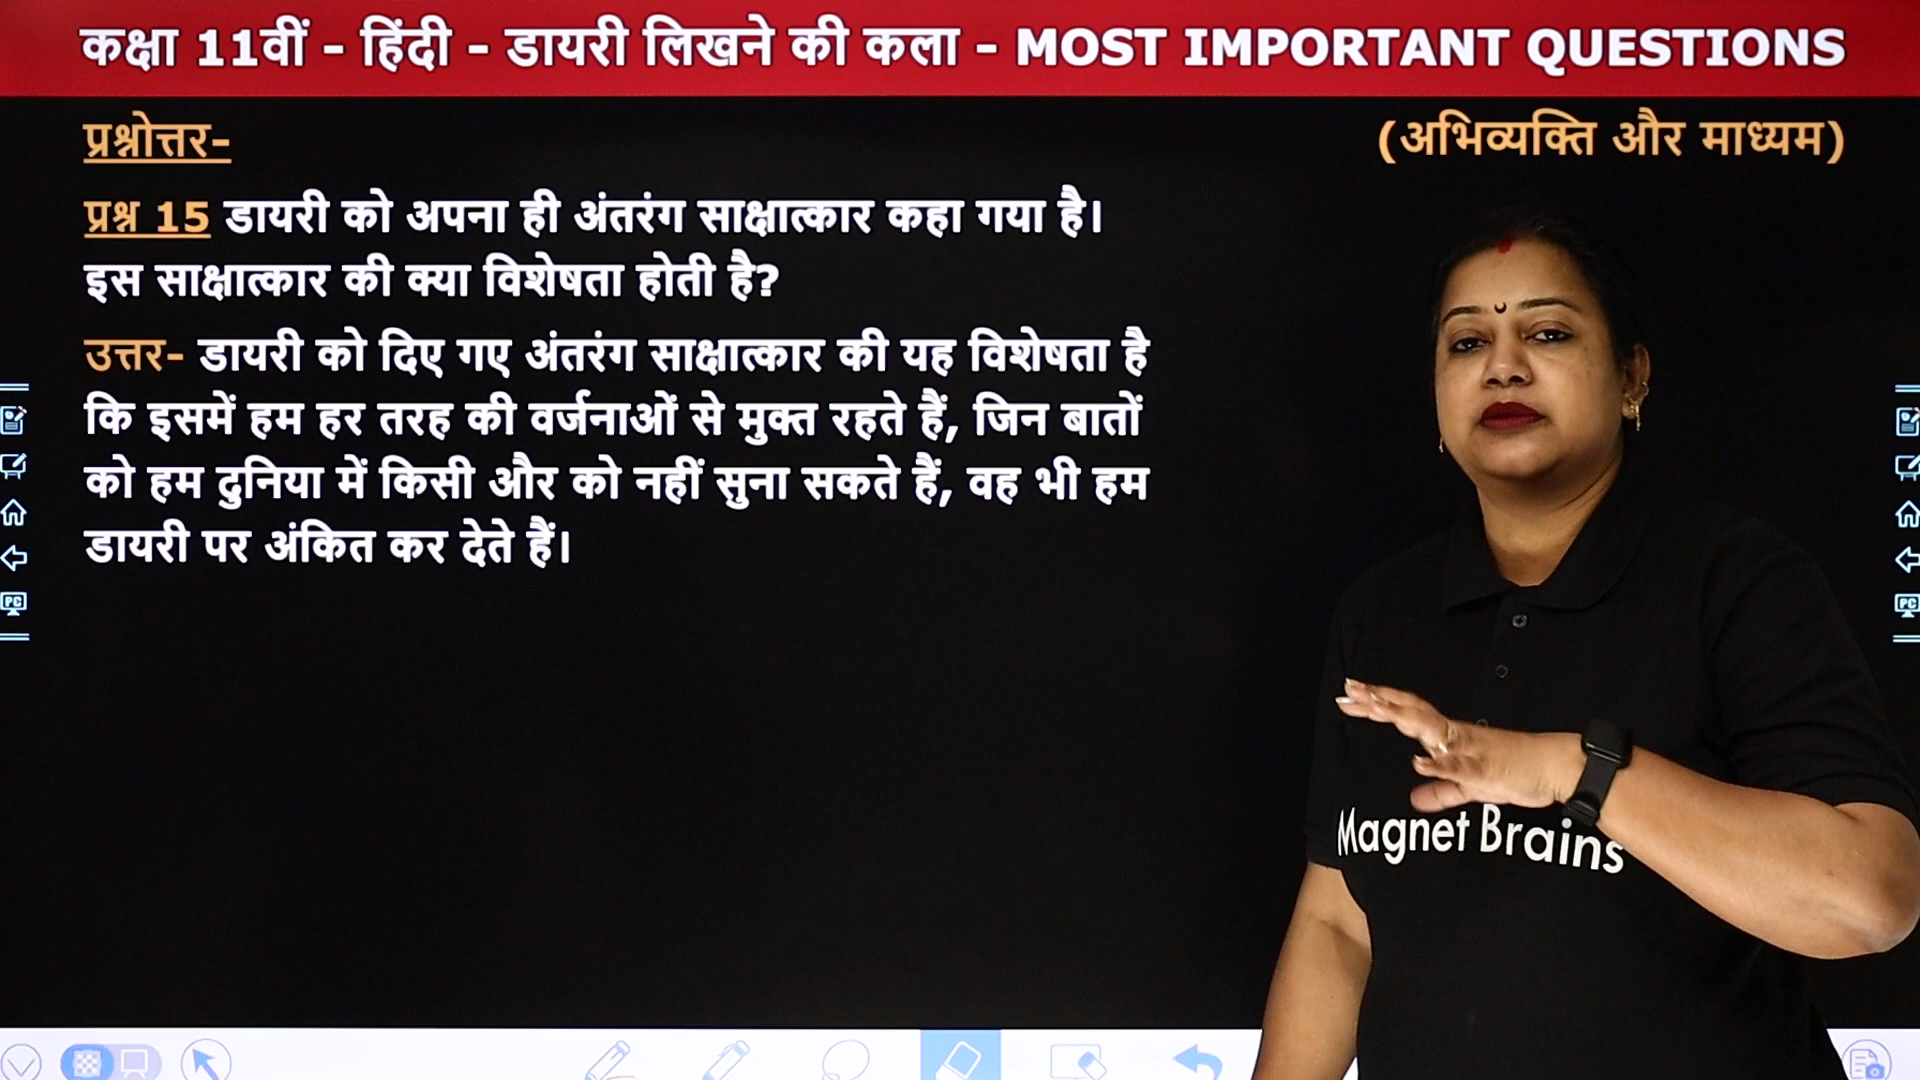 कक्षा 11वीं - हिंदी - डायरी लिखने की कला - MOST IMPORTANT QUESTIONS
प्रश्नोत्तर-
(अभिव्यक्ति और माध्यम)
प्रश्न 15 डायरी को अपना ही अंतरंग साक्षात्कार कहा गया है।
इस साक्षात्कार की क्या विशेषता होती है?
उत्तर- डायरी को दिए गए अंतरंग साक्षात्कार की यह विशेषता है
कि इसमें हम हर तरह की वर्जनाओं से मुक्त रहते हैं, जिन बातों
को हम दुनिया में किसी और को नहीं सुना सकते हैं, वह भी हम
डायरी पर अंकित कर देते हैं।
PC
PC
Magnet Brains